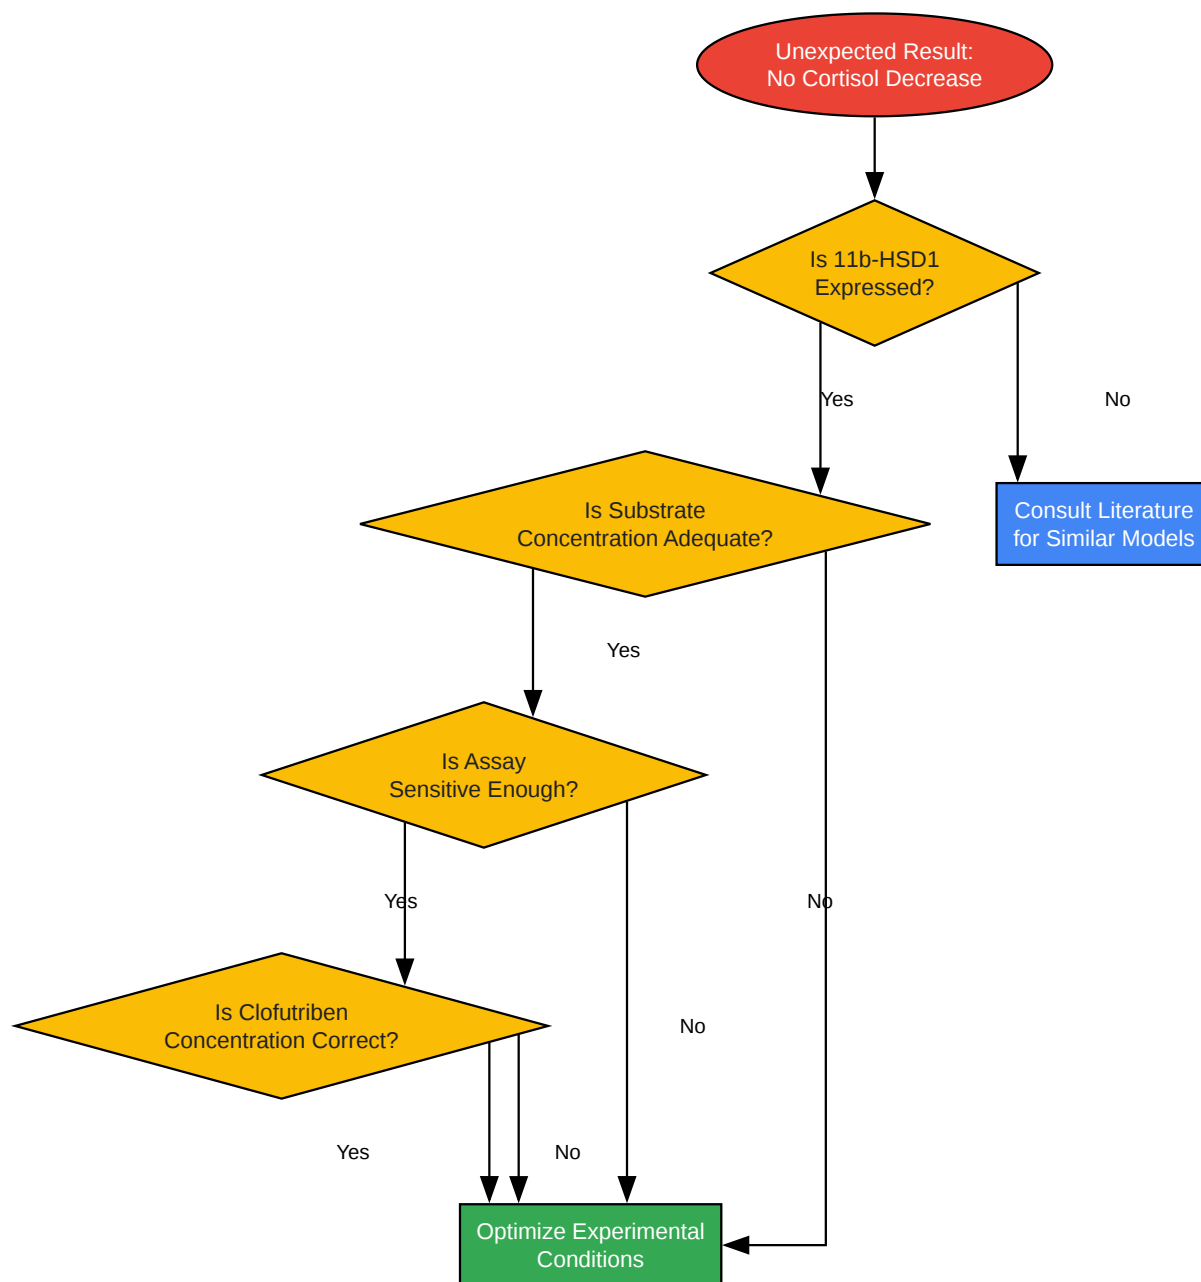 Unexpected Result:
No Cortisol Decrease
Is 11b-HSD1
Expressed?
Yes
No
Is Substrate
Concentration Adequate?
Consult Literature
for Similar Models
Yes
Is Assay
Sensitive Enough?
Yes
No
Is Clofutriben
Concentration Correct?
No
Yes
No
Optimize Experimental
Conditions